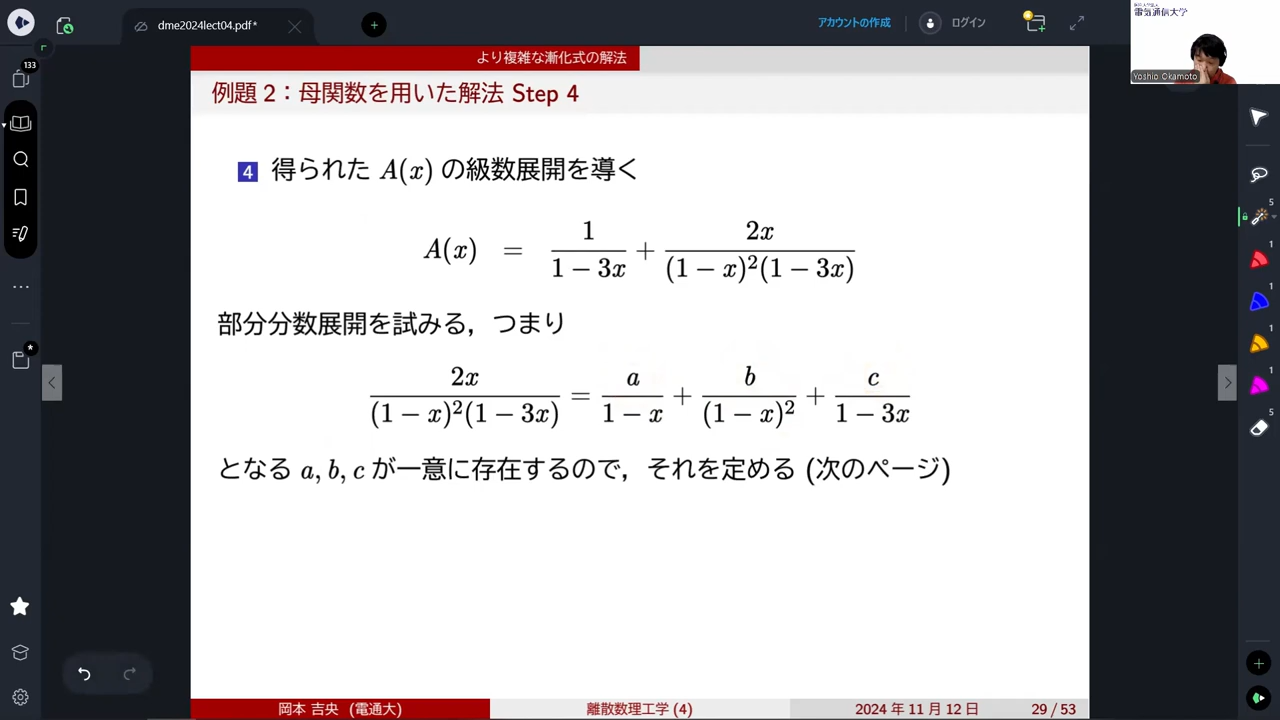 dme2024lect04.pdf*
アカウントの作成
ログイン
電気通信大学
Yoshio Okamoto
133
より複雑な漸化式の解法
例題 2:母関数を用いた解法 Step 4
4 得られた A(x) の級数展開を導く
A(x) = 1/(1 − 3x) + 2x/((1 − x)²(1 − 3x))
部分分数展開を試みる,つまり
2x/((1 − x)²(1 − 3x)) = a/(1 − x) + b/(1 − x)² + c/(1 − 3x)
となる a, b, c が一意に存在するので,それを定める (次のページ)
5
1
1
1
1
5
岡本 吉央 (電通大)
離散数理工学 (4)
2024 年 11 月 12 日
29 / 53